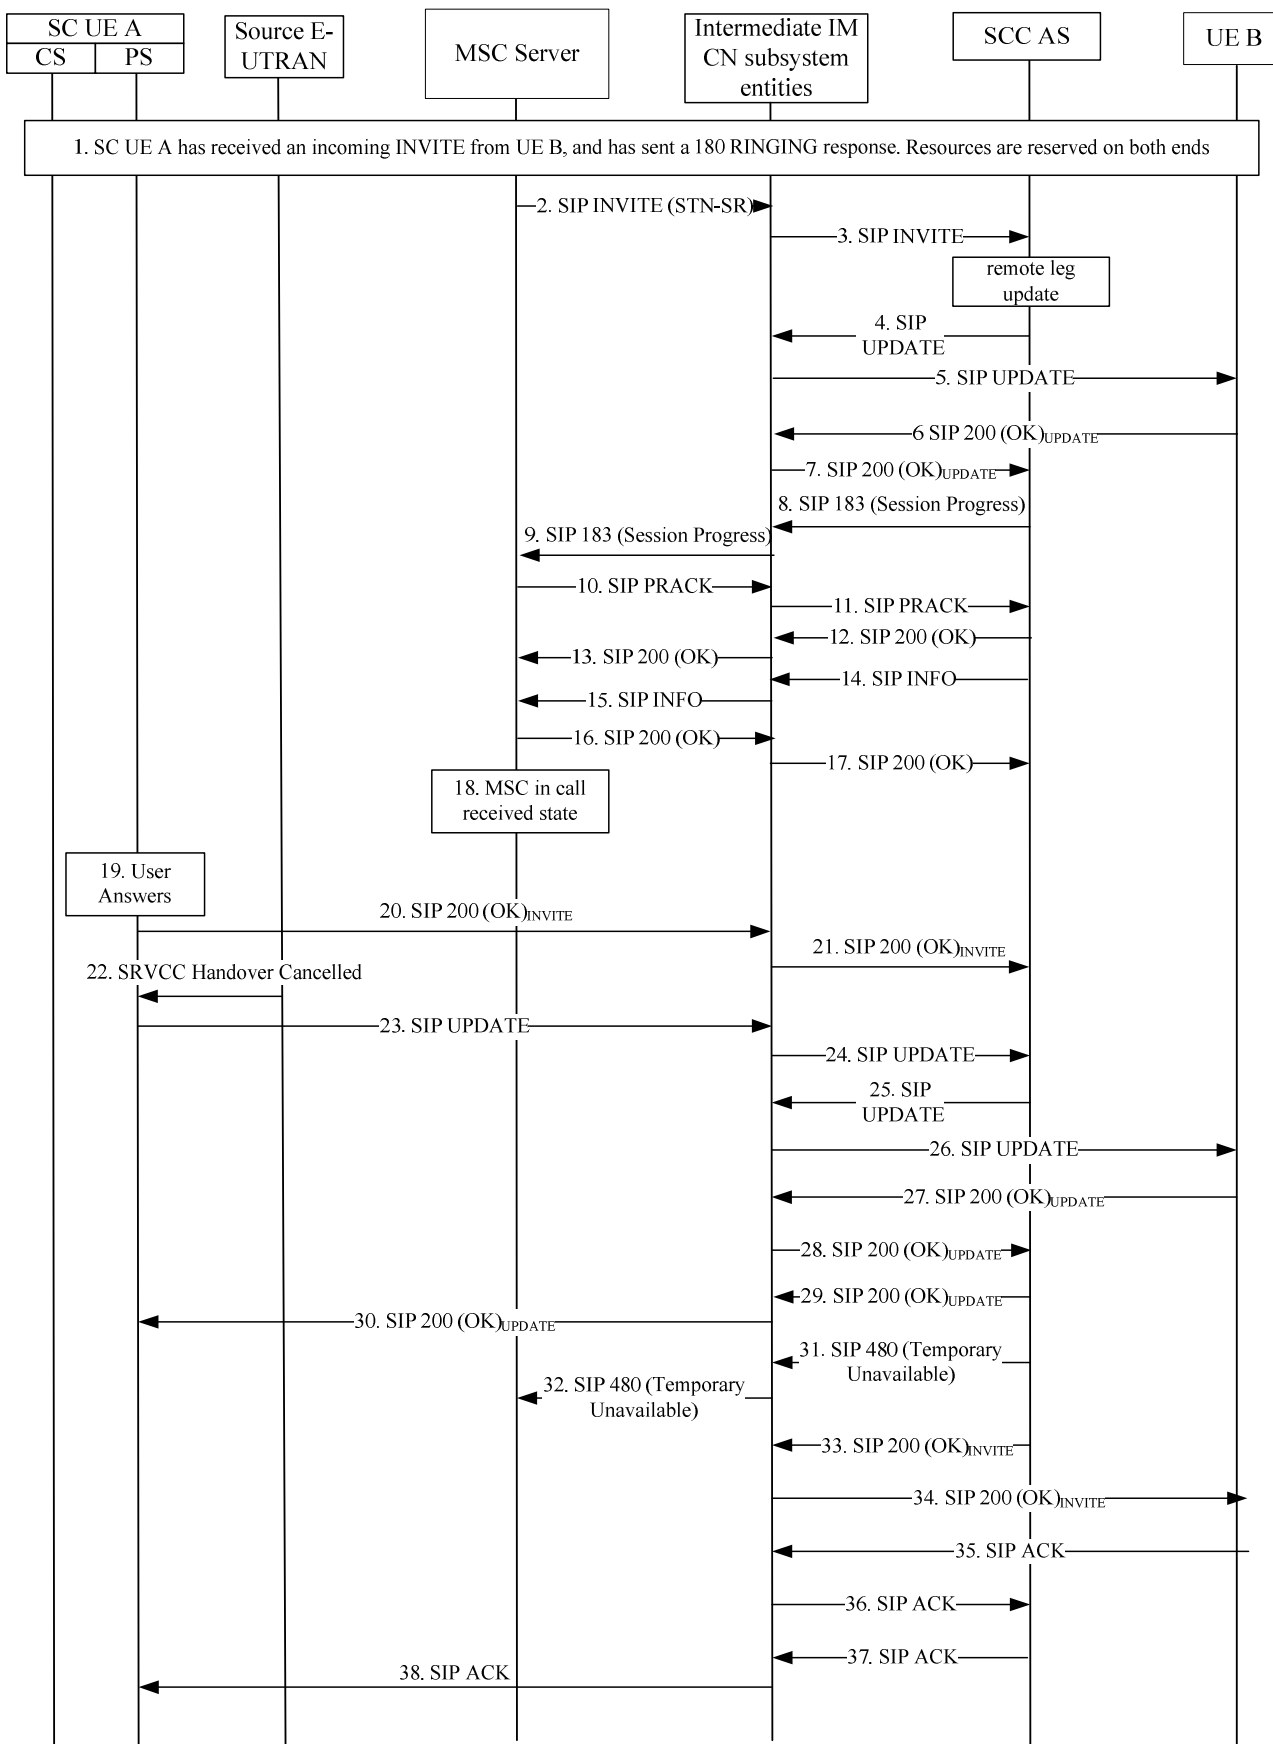 SC UE A
CS
PS
Source E-
UTRAN
MSC Server
Intermediate IM
CN subsystem
entities
SCC AS
UE B
1. SC UE A has received an incoming INVITE from UE B, and has sent a 180 RINGING response. Resources are reserved on both ends
2. SIP INVITE (STN-SR)
3. SIP INVITE
remote leg
update
4. SIP
UPDATE
5. SIP UPDATE
6 SIP 200 (OK)UPDATE
7. SIP 200 (OK)UPDATE
8. SIP 183 (Session Progress)
9. SIP 183 (Session Progress)
10. SIP PRACK
11. SIP PRACK
12. SIP 200 (OK)
13. SIP 200 (OK)
14. SIP INFO
15. SIP INFO
16. SIP 200 (OK)
17. SIP 200 (OK)
18. MSC in call
received state
19. User
Answers
20. SIP 200 (OK)INVITE
21. SIP 200 (OK)INVITE
22. SRVCC Handover Cancelled
23. SIP UPDATE
24. SIP UPDATE
25. SIP
UPDATE
26. SIP UPDATE
27. SIP 200 (OK)UPDATE
28. SIP 200 (OK)UPDATE
29. SIP 200 (OK)UPDATE
30. SIP 200 (OK)UPDATE
31. SIP 480 (Temporary
Unavailable)
32. SIP 480 (Temporary
Unavailable)
33. SIP 200 (OK)INVITE
34. SIP 200 (OK)INVITE
35. SIP ACK
36. SIP ACK
37. SIP ACK
38. SIP ACK